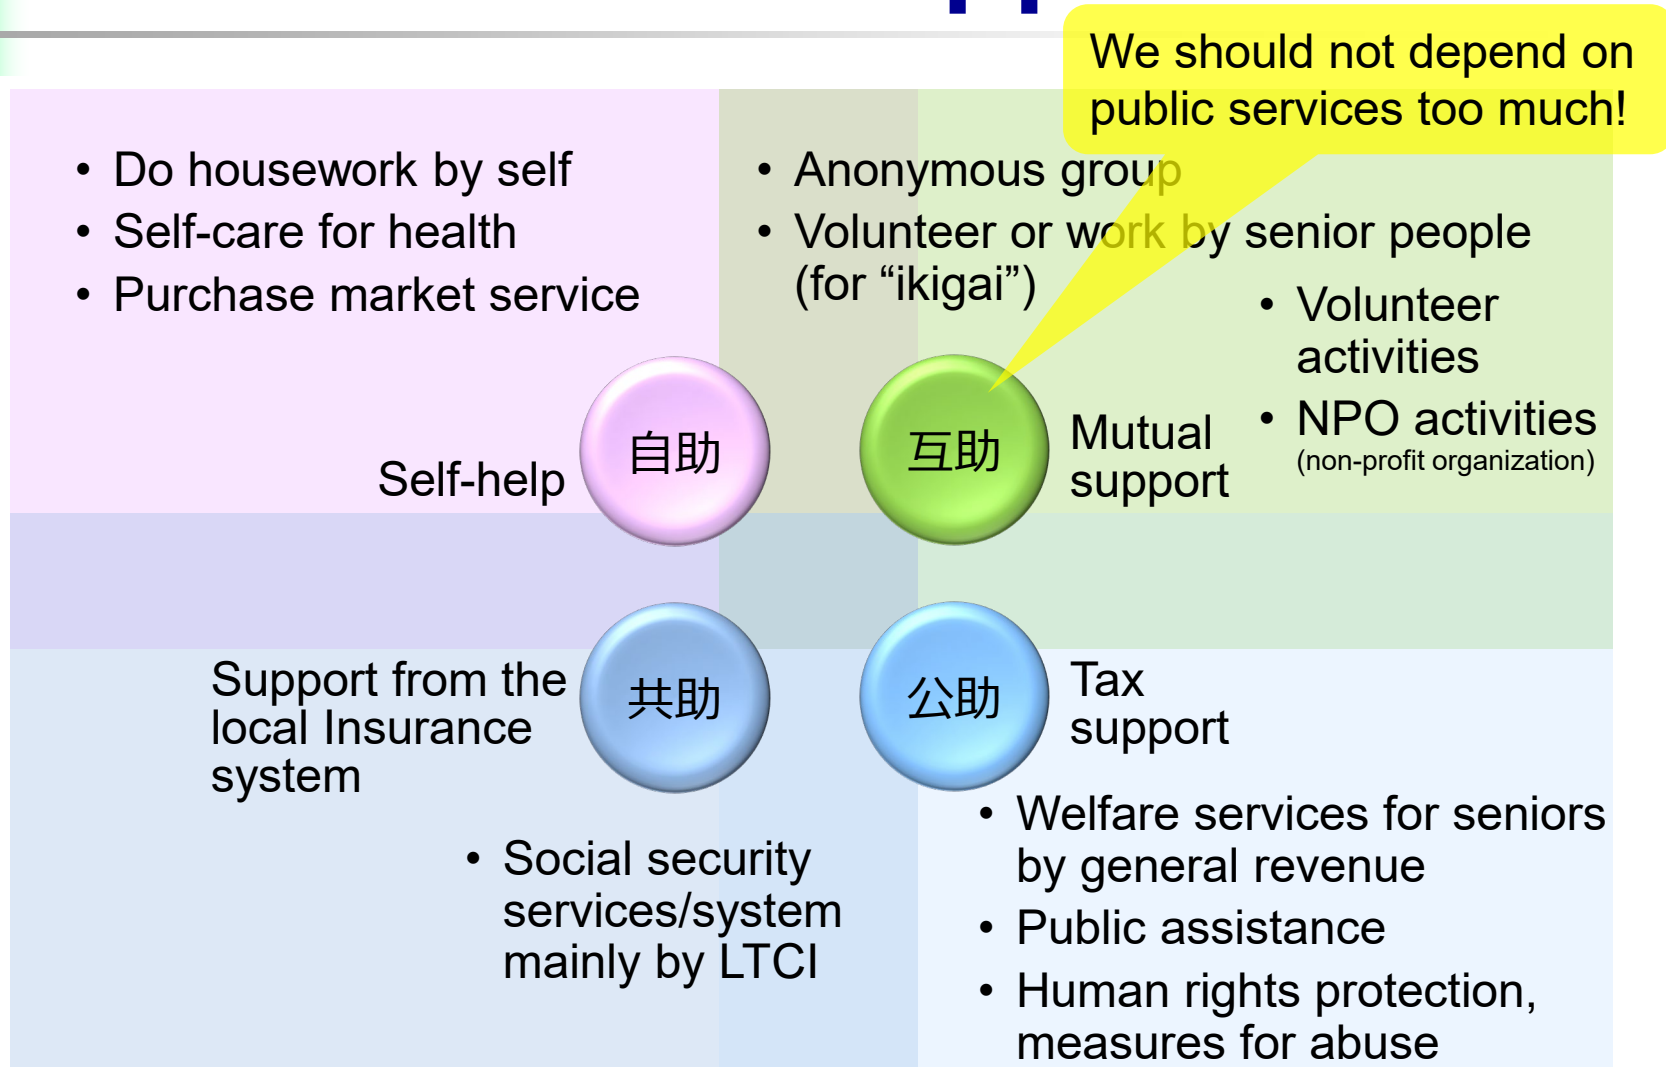 We should not depend on
public services too much!
• Do housework by self
• Self-care for health
• Purchase market service
• Anonymous group
• Volunteer or work by senior people
(for “ikigai”)
• Volunteer
activities
• NPO activities
(non-profit organization)
Self-help
自助
互助
Mutual
support
Support from the
local Insurance
system
共助
公助
Tax
support
• Social security
services/system
mainly by LTCI
• Welfare services for seniors
by general revenue
• Public assistance
• Human rights protection,
measures for abuse